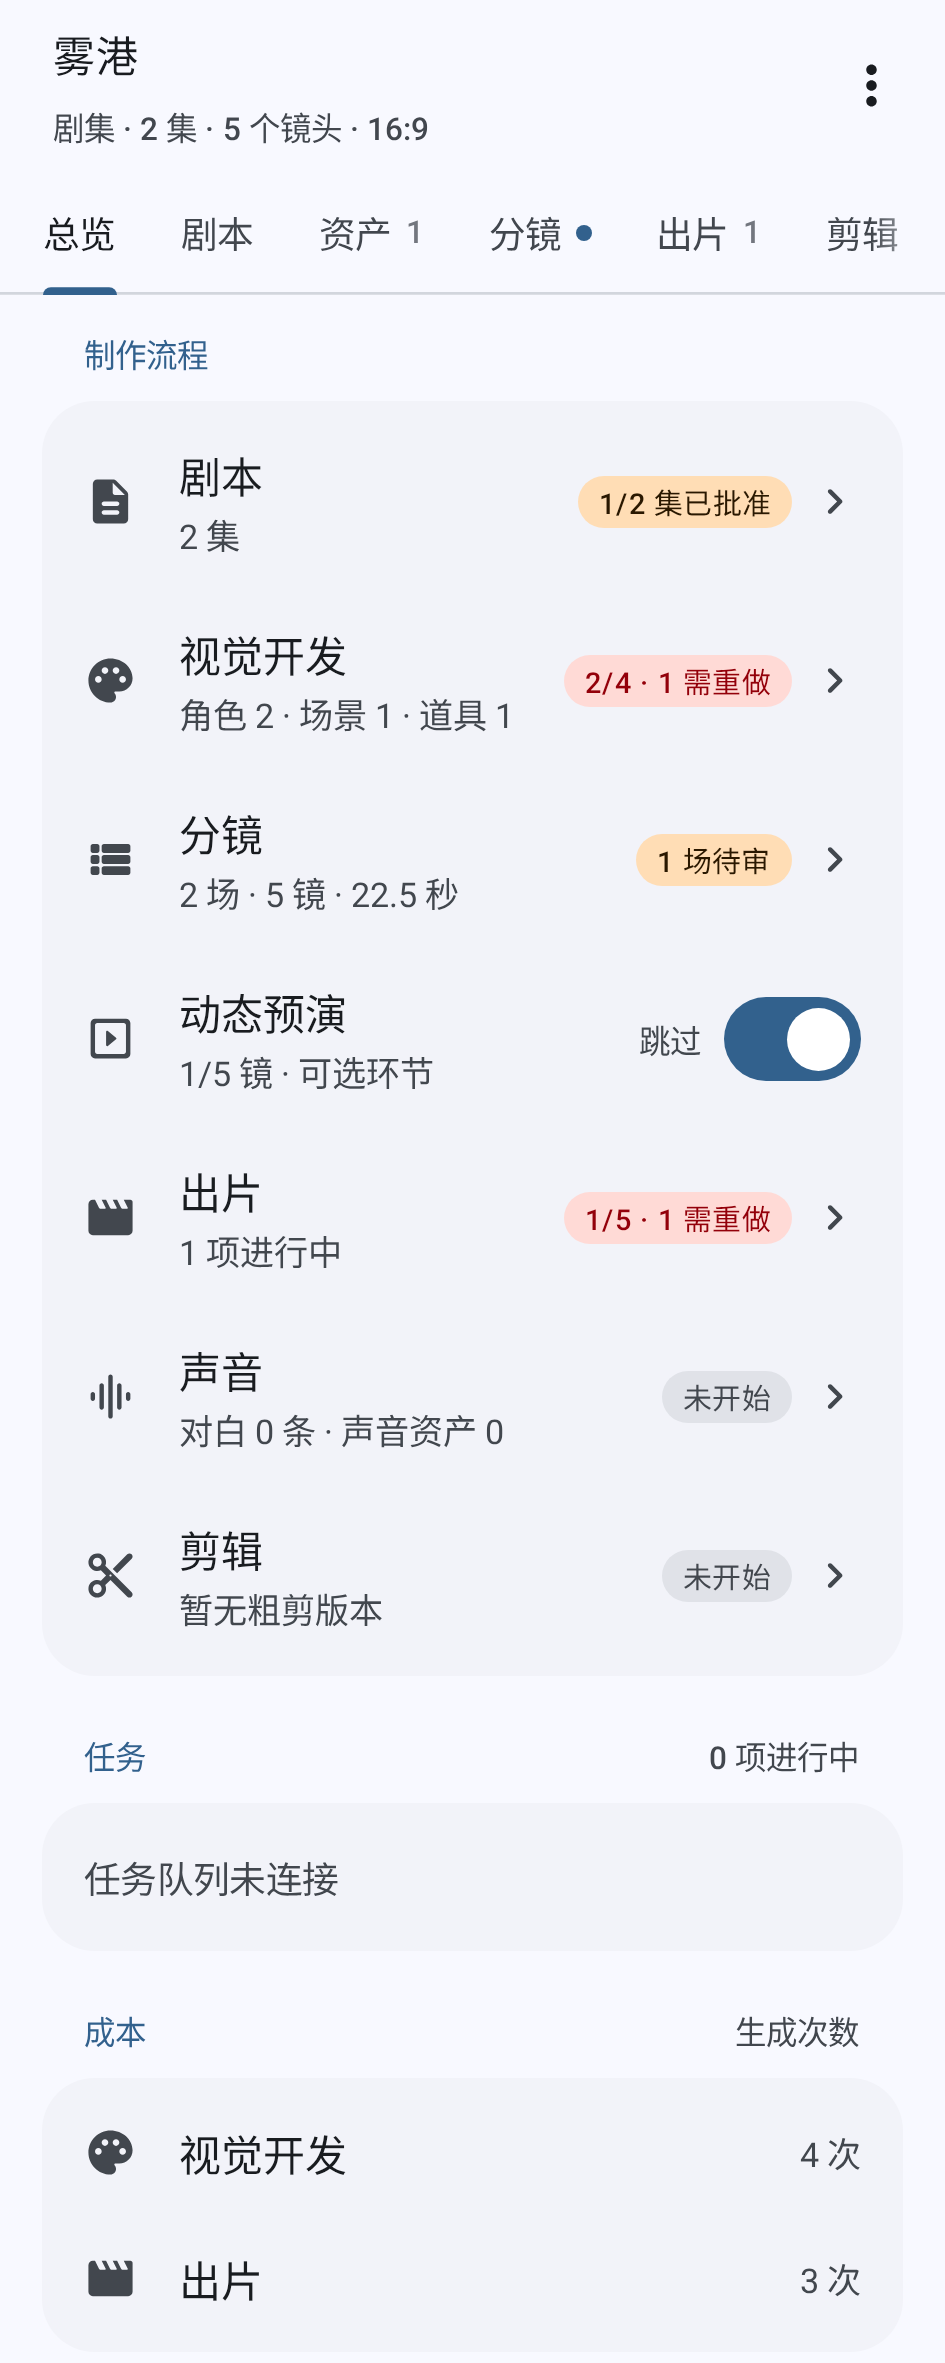 雾港
剧集 · 2 集 · 5 个镜头 · 16:9
总览 剧本 资产 1 分镜 出片 1 剪辑
制作流程
剧本
1/2 集已批准
2 集
视觉开发
2/4 · 1 需重做
角色 2 · 场景 1 · 道具 1
分镜
1 场待审
2 场 · 5 镜 · 22.5 秒
动态预演
跳过
1/5 镜 · 可选环节
出片
1/5 · 1 需重做
1 项进行中
声音
未开始
对白 0 条 · 声音资产 0
剪辑
未开始
暂无粗剪版本
任务 0 项进行中
任务队列未连接
成本 生成次数
视觉开发 4 次
出片 3 次